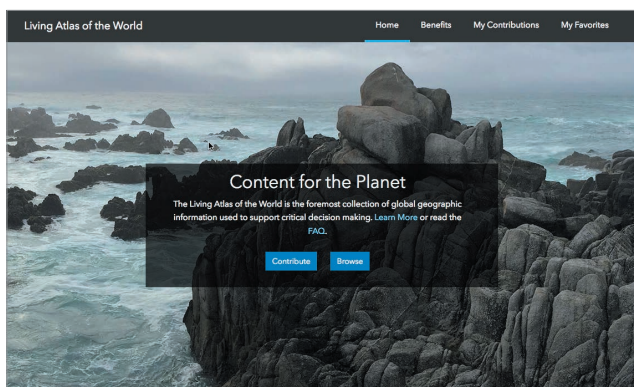 Living Atlas of the World
Home Benefits My Contributions My Favorites
Content for the Planet
The Living Atlas of the World is the foremost collection of global geographic
information used to support critical decision making. Learn More or read the
FAQ.
Contribute Browse